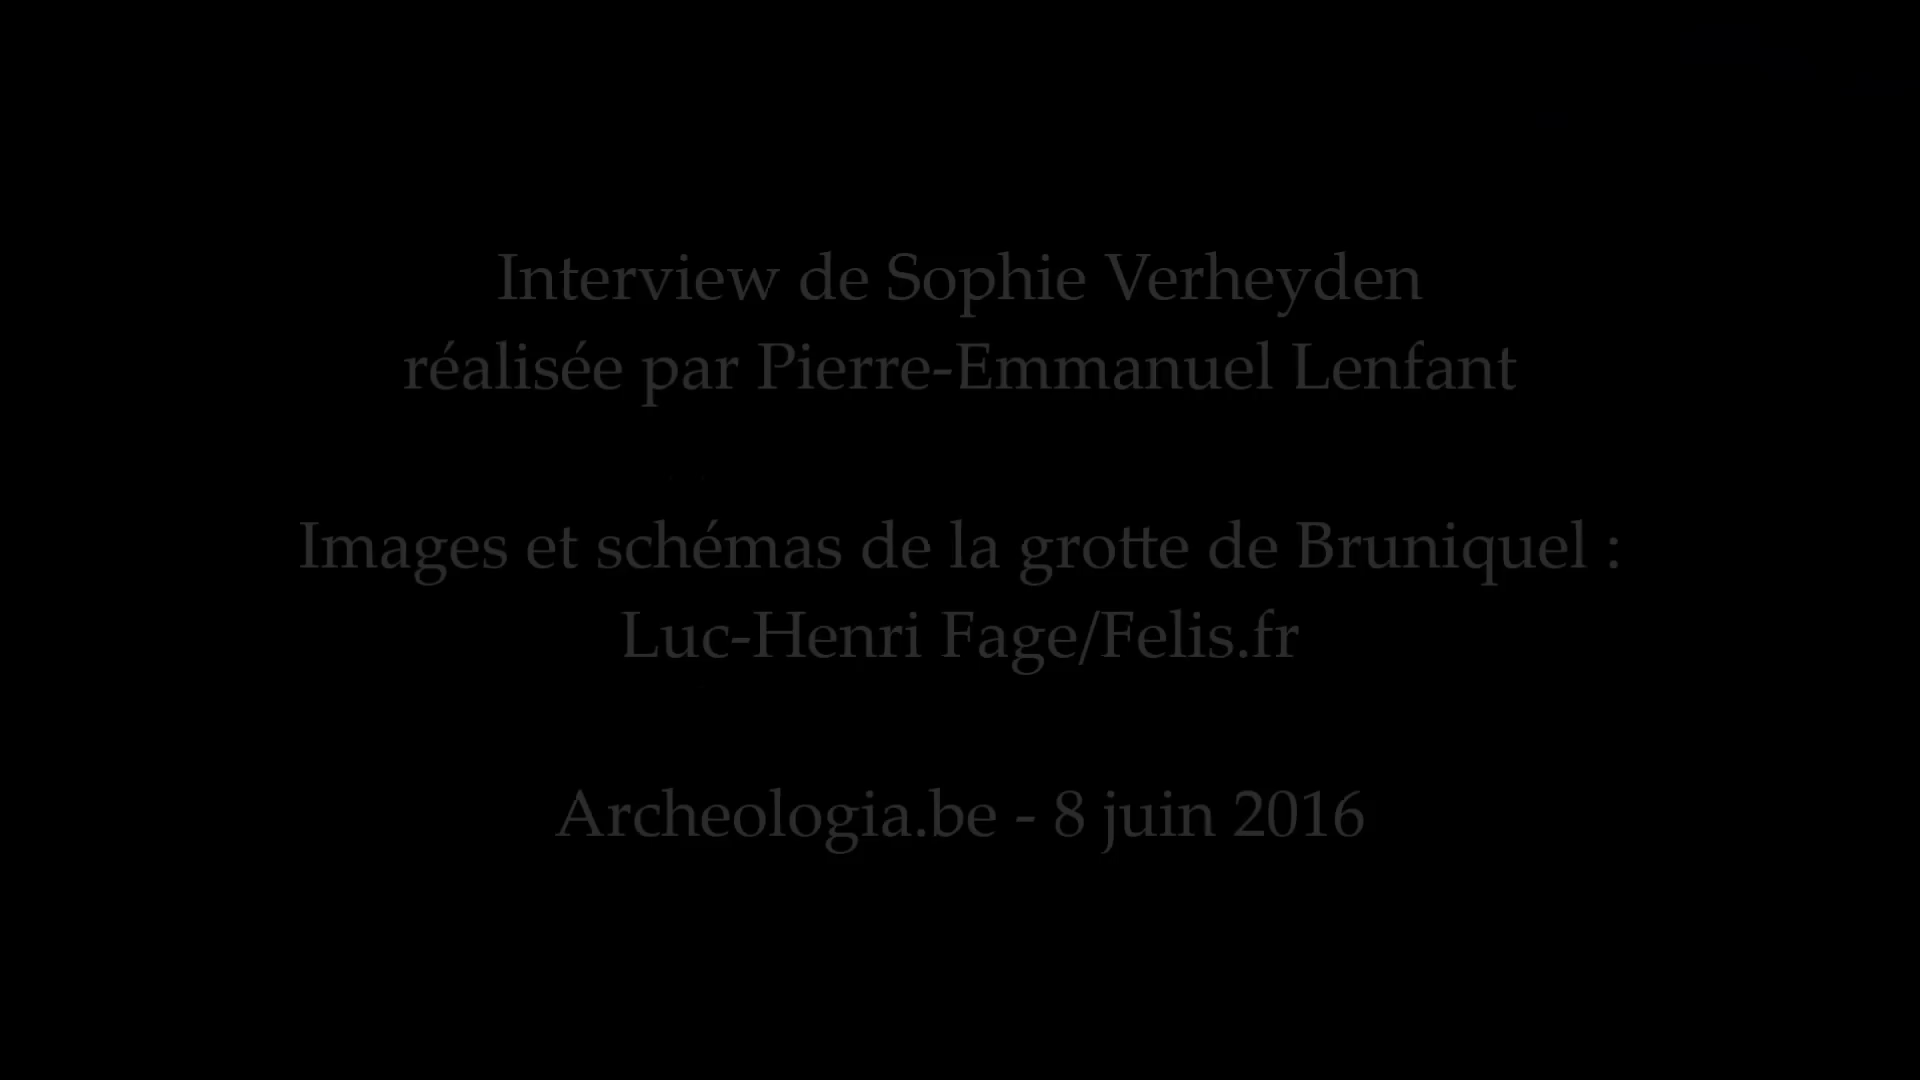 Interview de Sophie Verheyden
réalisée par Pierre-Emmanuel Lenfant
Images et schémas de la grotte de Bruniquel :
Luc-Henri Fage/Felis.fr
Archeologia.be - 8 juin 2016